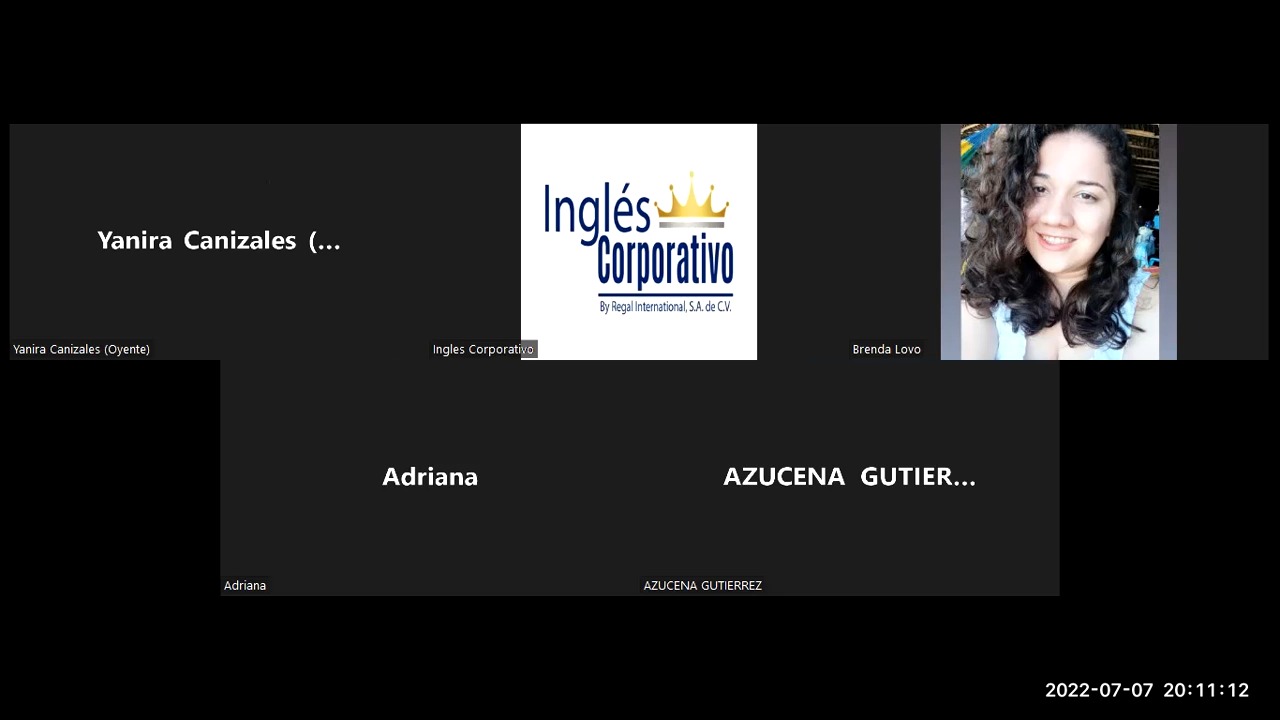 Yanira Canizales (...
Inglés
Corporativo
By Regal International, S.A. de C.V.
Yanira Canizales (Oyente)
Ingles Corporativo
Brenda Lovo
Adriana
AZUCENA GUTIER...
Adriana
AZUCENA GUTIERREZ
2022-07-07 20:11:12